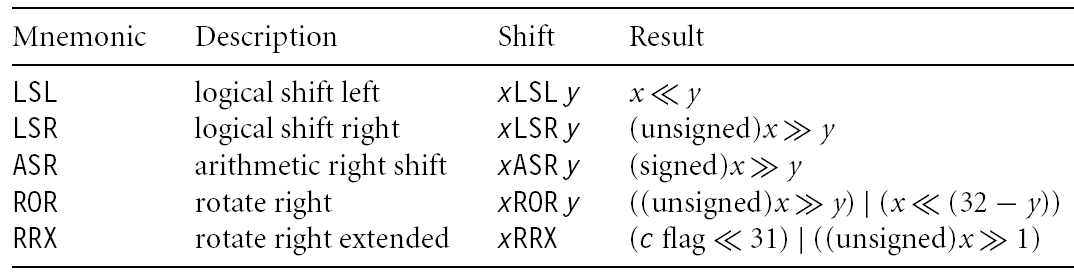 Mnemonic Description Shift Result
LSL logical shift left xLSL y x ≪ y
LSR logical shift right xLSR y (unsigned)x ≫ y
ASR arithmetic right shift xASR y (signed)x ≫ y
ROR rotate right xROR y ((unsigned)x ≫ y) | (x ≪ (32 − y))
RRX rotate right extended xRRX (c flag ≪ 31) | ((unsigned)x ≫ 1)